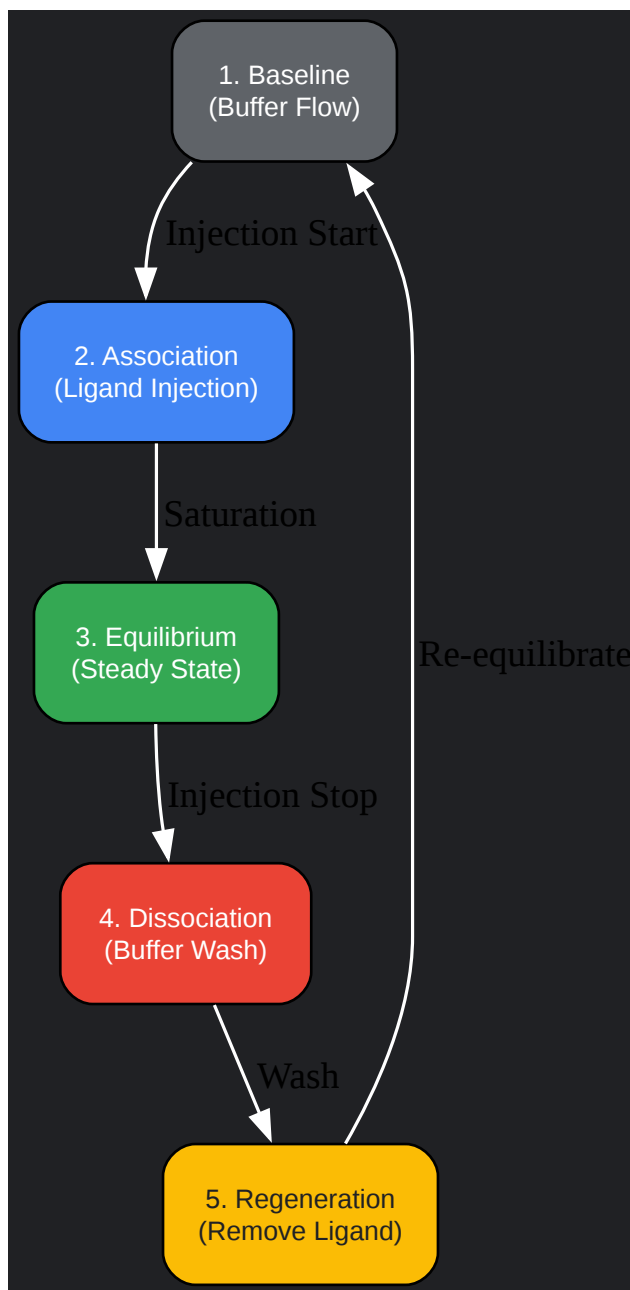 1. Baseline
(Buffer Flow)
Injection Start
2. Association
(Ligand Injection)
Saturation
3. Equilibrium
(Steady State)
Re-equilibrate
Injection Stop
4. Dissociation
(Buffer Wash)
Wash
5. Regeneration
(Remove Ligand)